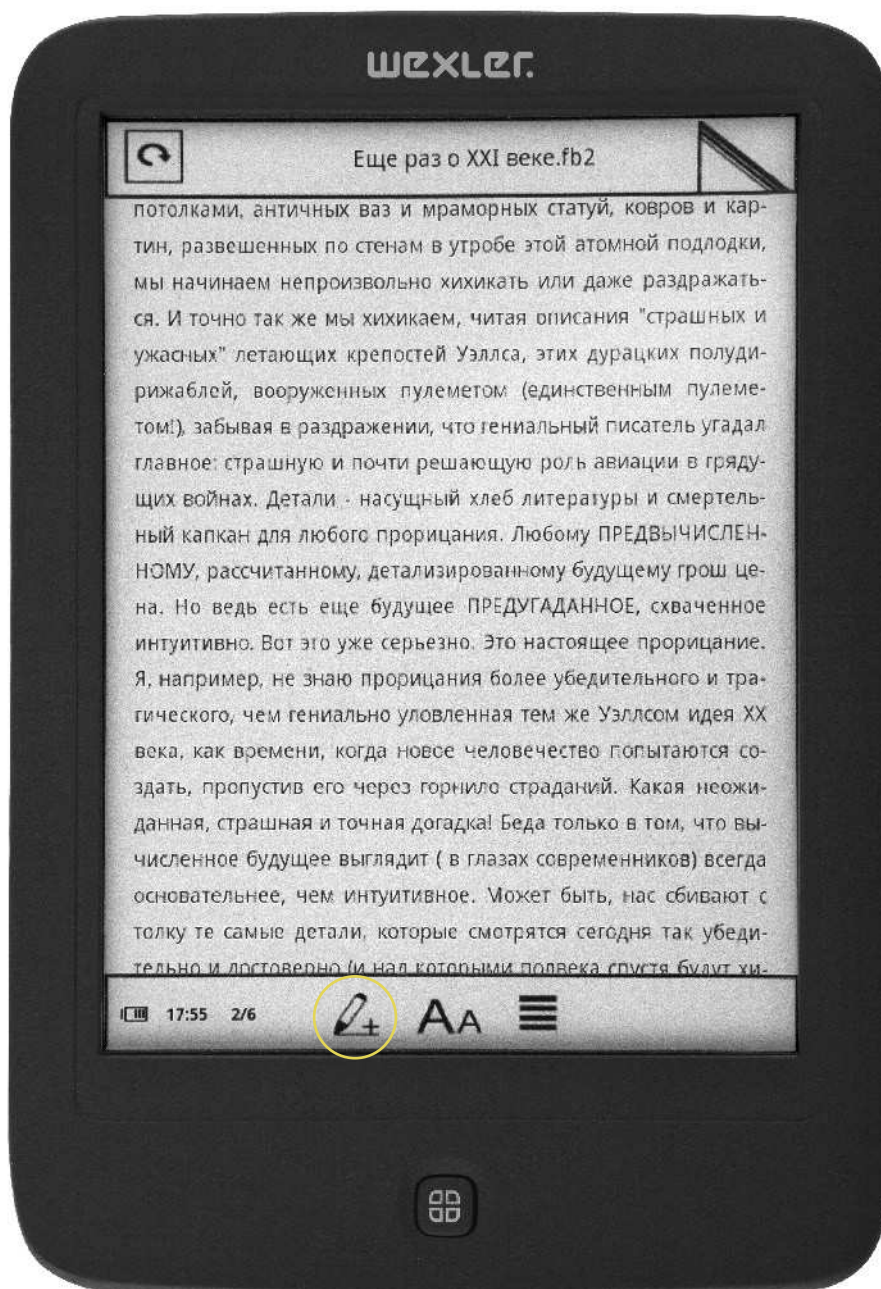 wexler.
Еще раз о XXI веке.fb2
потолками, античных ваз и мраморных статуй, ковров и кар-
тин, развешенных по стенам в утробе этой атомной подлодки,
мы начинаем непроизвольно хихикать или даже раздражать-
ся. И точно так же мы хихикаем, читая описания "страшных и
ужасных" летающих крепостей Уэллса, этих дурацких полуди-
рижаблей, вооруженных пулеметом (единственным пулеме-
том!), забывая в раздражении, что гениальный писатель угадал
главное: страшную и почти решающую роль авиации в гряду-
щих войнах. Детали - насущный хлеб литературы и смертель-
ный капкан для любого прорицания. Любому ПРЕДВЫЧИСЛЕН-
НОМУ, рассчитанному, детализированному будущему грош це-
на. Но ведь есть еще будущее ПРЕДУГАДАННОЕ, схваченное
интуитивно. Вот это уже серьезно. Это настоящее прорицание.
Я, например, не знаю прорицания более убедительного и тра-
гического, чем гениально уловленная тем же Уэллсом идея XX
века, как времени, когда новое человечество попытаются со-
здать, пропустив его через горнило страданий. Какая неожи-
данная, страшная и точная догадка! Беда только в том, что вы-
численное будущее выглядит ( в глазах современников) всегда
основательнее, чем интуитивное. Может быть, нас сбивают с
толку те самые детали, которые смотрятся сегодня так убеди-
тельно и достоверно (и над которыми полвека спустя будут хи-
17:55 2/6 AA